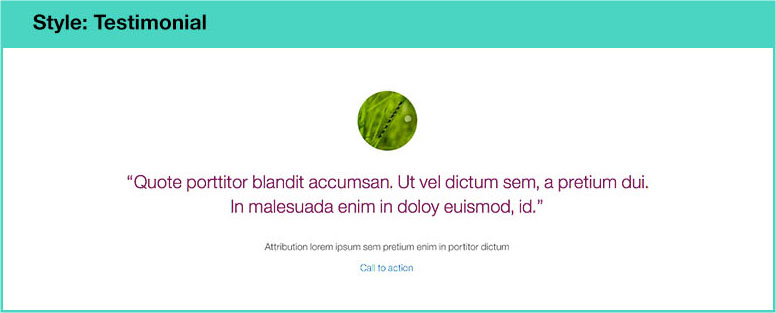 Style: Testimonial
“Quote porttitor blandit accumsan. Ut vel dictum sem, a pretium dui.
In malesuada enim in doloy euismod, id.”
Attribution lorem ipsum sem pretium enim in portitor dictum
Call to action